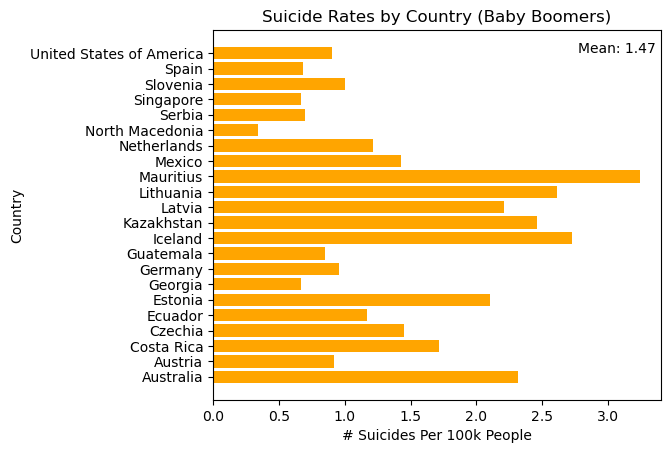 Suicide Rates by Country (Baby Boomers)
Mean: 1.47
United States of America
Spain
Slovenia
Singapore
Serbia
North Macedonia
Netherlands
Mexico
Mauritius
Lithuania
Latvia
Kazakhstan
Iceland
Guatemala
Germany
Georgia
Estonia
Ecuador
Czechia
Costa Rica
Austria
Australia
Country
0.0 0.5 1.0 1.5 2.0 2.5 3.0
# Suicides Per 100k People